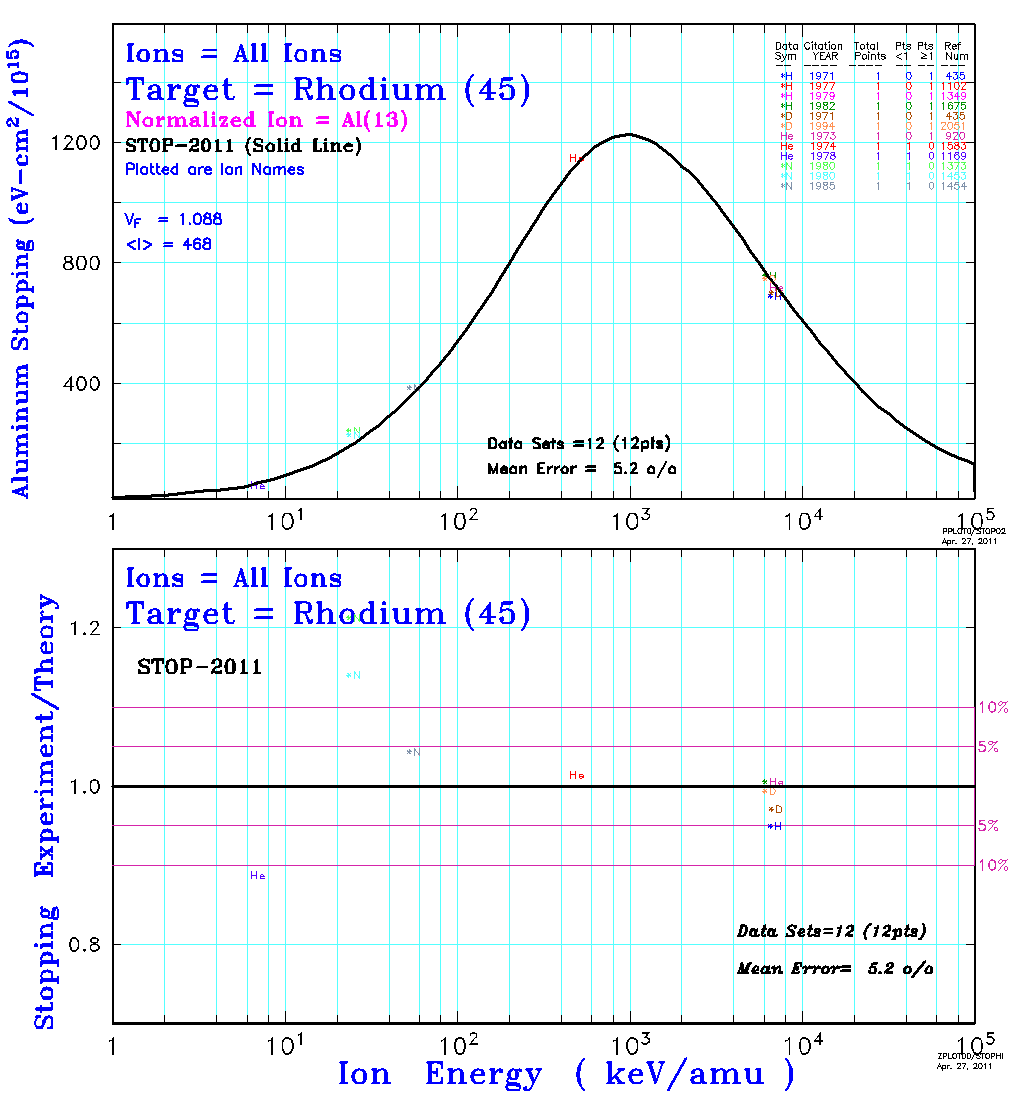 Ions = All Ions
Target = Rhodium (45)
Normalized Ion = Al(13)
STOP-2011 (Solid Line)
Plotted are Ion Names
VF = 1.088
<I> = 468
Data Citation Total Pts Pts Ref
Sym YEAR Points <1 ≥1 Num
*H 1971 1 0 1 435
*H 1977 1 0 1 1102
*H 1979 1 0 1 1349
*H 1982 1 0 1 1675
*D 1971 1 0 1 435
*D 1994 1 0 1 2081
He 1973 1 0 1 920
He 1974 1 1 0 1583
He 1978 1 1 0 1169
*N 1980 1 1 0 1373
*N 1980 1 1 0
*N 1985 1 1 0 1454
Aluminum Stopping (eV-cm²/10¹⁵)
1200
800
400
Data Sets =12 (12pts)
Mean Error = 5.2 o/o
1 10¹ 10² 10³ 10⁴ 10⁵
PPLOT0/STOP02
Apr. 27, 2011
Ions = All Ions
Target = Rhodium (45)
STOP-2011
Stopping Experiment/Theory
1.2
1.0
0.8
10%
5%
5%
10%
*N
*N
He
He
He
*D
*D
*H
Data Sets=12 (12pts)
Mean Error= 5.2 o/o
1 10¹ 10² 10³ 10⁴ 10⁵
Ion Energy ( keV/amu )
Apr. 27, 2011